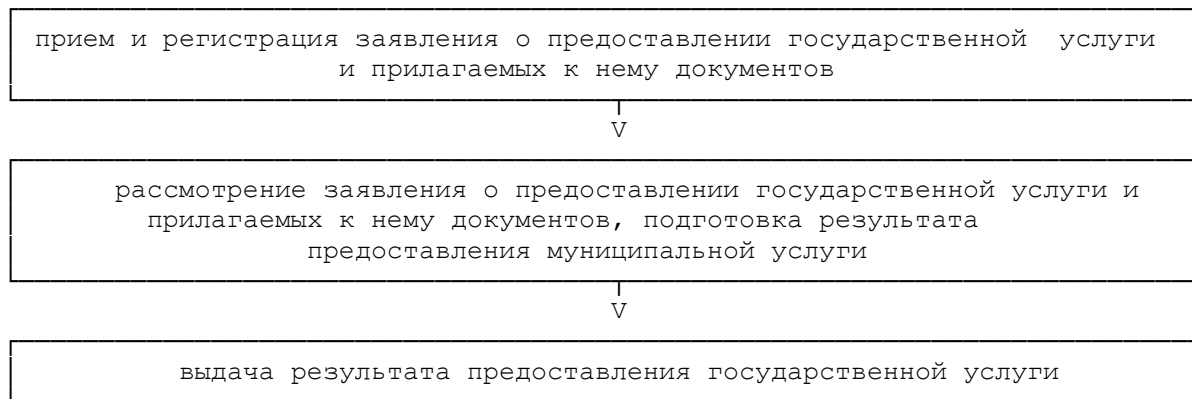 прием и регистрация заявления о предоставлении государственной  услуги
и прилагаемых к нему документов
V
рассмотрение заявления о предоставлении государственной услуги и
прилагаемых к нему документов, подготовка результата
предоставления муниципальной услуги
V
выдача результата предоставления государственной услуги